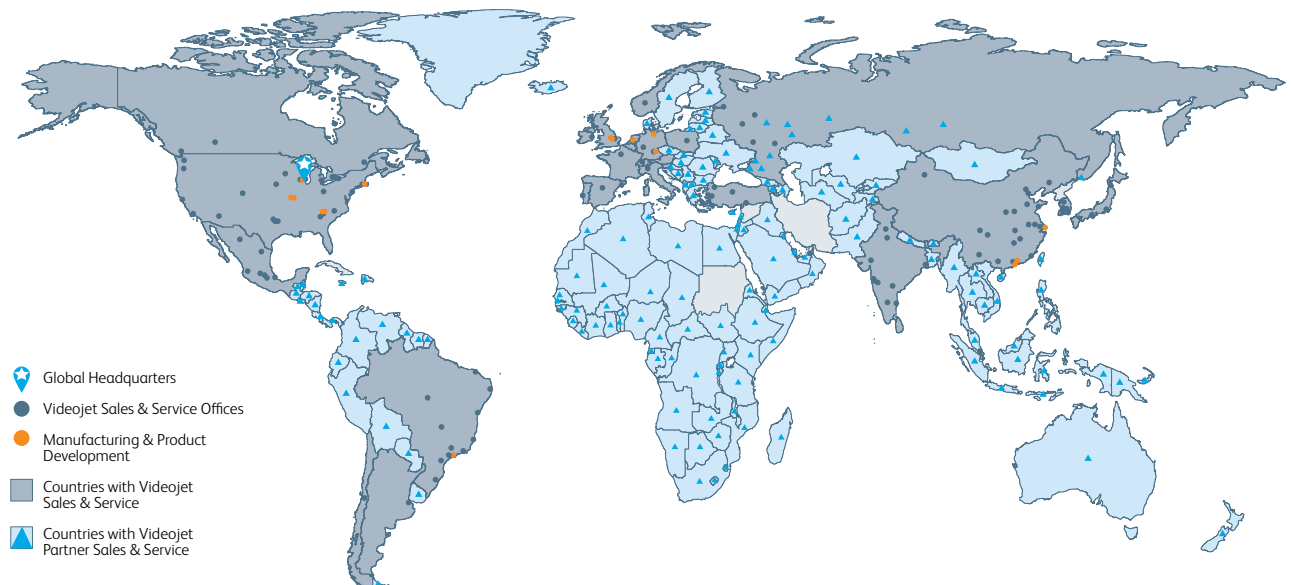 Global Headquarters
Videojet Sales & Service Offices
Manufacturing & Product
Development
Countries with Videojet
Sales & Service
Countries with Videojet
Partner Sales & Service